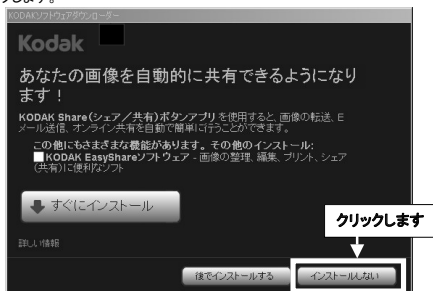 クします。
KODAKソフトウェアダウンローダー
Kodak
あなたの画像を自動的に共有できるようになり
ます！
KODAK Share(シェア／共有)ボタンアプリを使用すると、画像の転送、E
メール送信、オンライン共有を自動で簡単に行うことができます。
この他にもさまざまな機能があります。その他のインストール:
KODAK EasyShareソフトウェア - 画像の整理、編集、プリント、シェア
(共有)に便利なソフト
すぐにインストール
クリックします
詳しい情報
後でインストールする
インストールしない